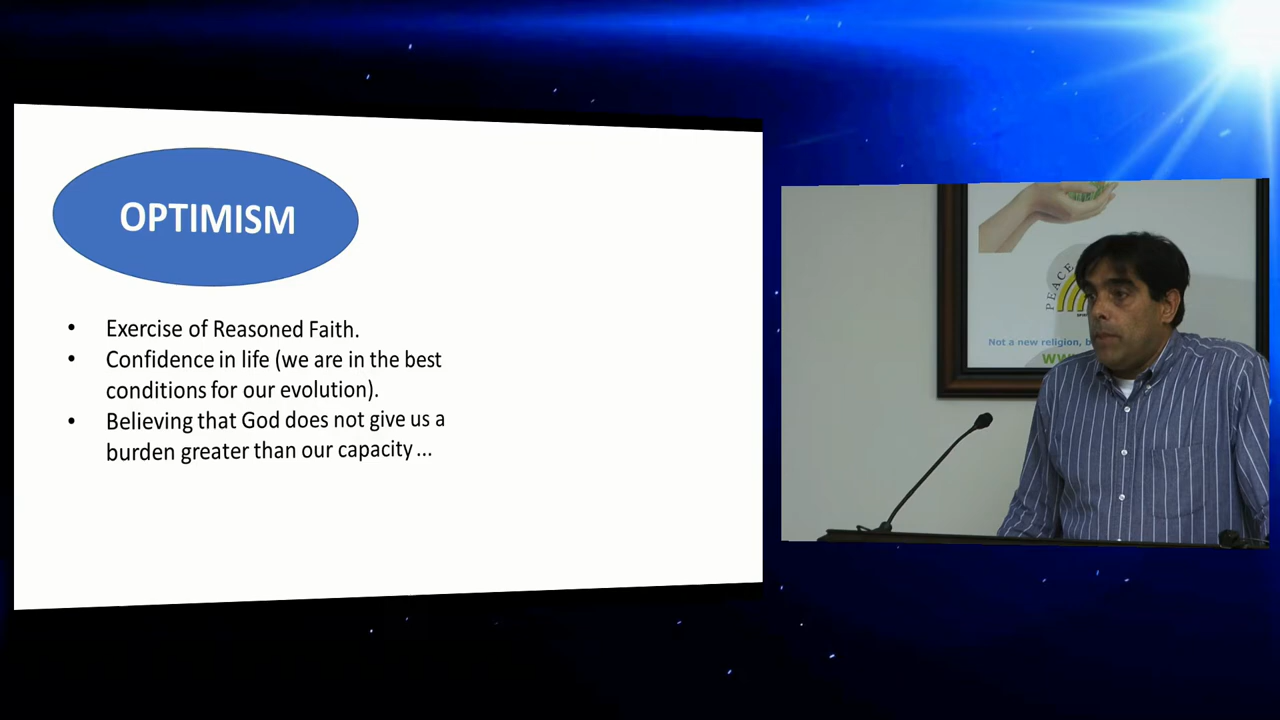 OPTIMISM
• Exercise of Reasoned Faith.
• Confidence in life (we are in the best
conditions for our evolution).
• Believing that God does not give us a
burden greater than our capacity ...
PEACE
Not a new religion, b
WW